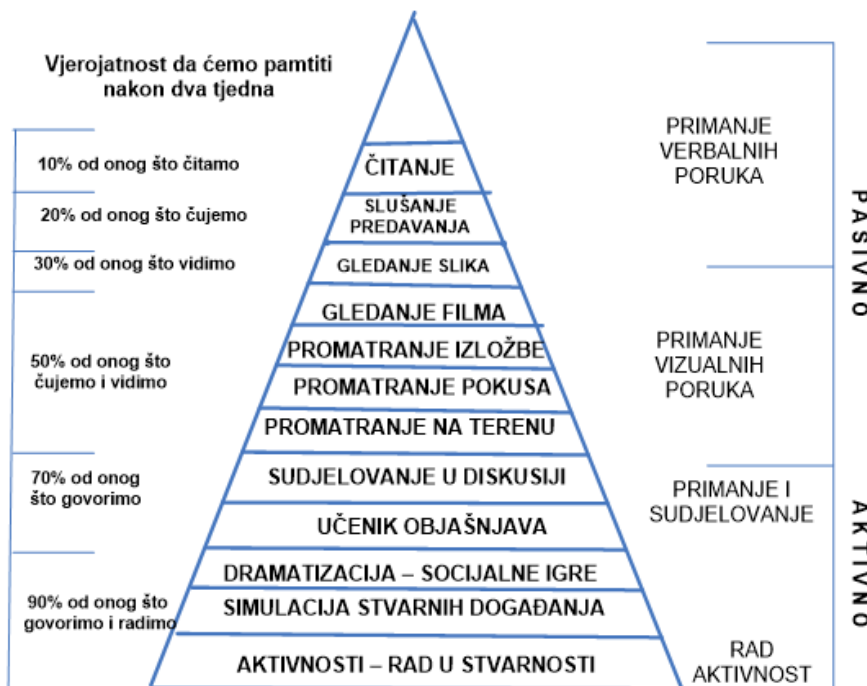 Vjerojatnost da ćemo pamtiti
nakon dva tjedna
10% od onog što čitamo
20% od onog što čujemo
30% od onog što vidimo
50% od onog što
čujemo i vidimo
70% od onog
što govorimo
90% od onog što
govorimo i radimo
ČITANJE
SLUŠANJE
PREDAVANJA
GLEDANJE SLIKA
GLEDANJE FILMA
PROMATRANJE IZLOŽBE
PROMATRANJE POKUSA
PROMATRANJE NA TERENU
SUDJELOVANJE U DISKUSIJI
UČENIK OBJAŠNJAVA
DRAMATIZACIJA – SOCIJALNE IGRE
SIMULACIJA STVARNIH DOGAĐANJA
AKTIVNOSTI – RAD U STVARNOSTI
PRIMANJE
VERBALNIH
PORUKA
PRIMANJE
VIZUALNIH
PORUKA
PRIMANJE I
SUDJELOVANJE
RAD
AKTIVNOST
PASIVNO
AKTIVNO